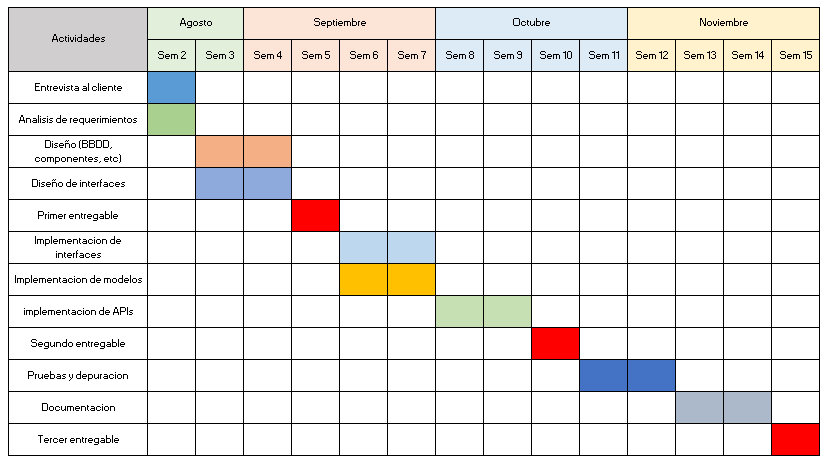 Actividades
Agosto
Septiembre
Octubre
Noviembre
Sem 2
Sem 3
Sem 4
Sem 5
Sem 6
Sem 7
Sem 8
Sem 9
Sem 10
Sem 11
Sem 12
Sem 13
Sem 14
Sem 15
Entrevista al cliente
Analisis de requerimientos
Diseño (BBDD,
componentes, etc)
Diseño de interfaces
Primer entregable
Implementacion de
interfaces
Implementacion de modelos
implementacion de APIs
Segundo entregable
Pruebas y depuracion
Documentacion
Tercer entregable